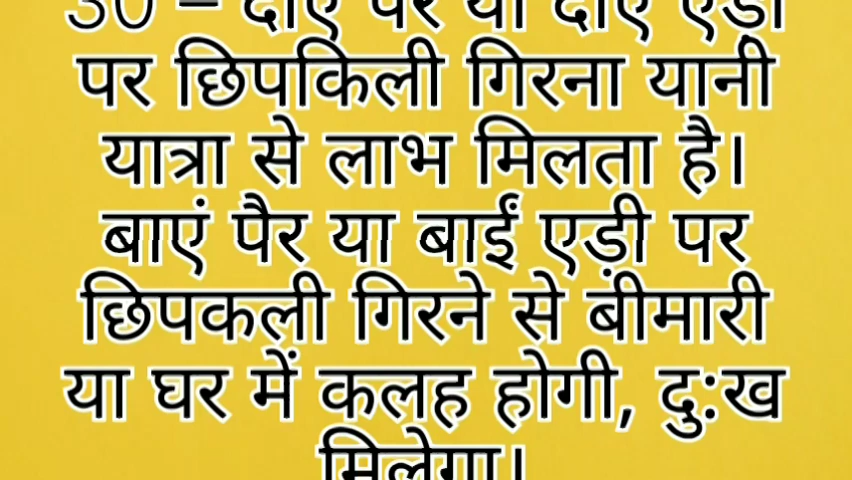 30 – दाएं पैर या दाएं एड़ी
पर छिपकिली गिरना यानी
यात्रा से लाभ मिलता है।
बाएं पैर या बाईं एड़ी पर
छिपकली गिरने से बीमारी
या घर में कलह होगी, दु:ख
मिलेगा।